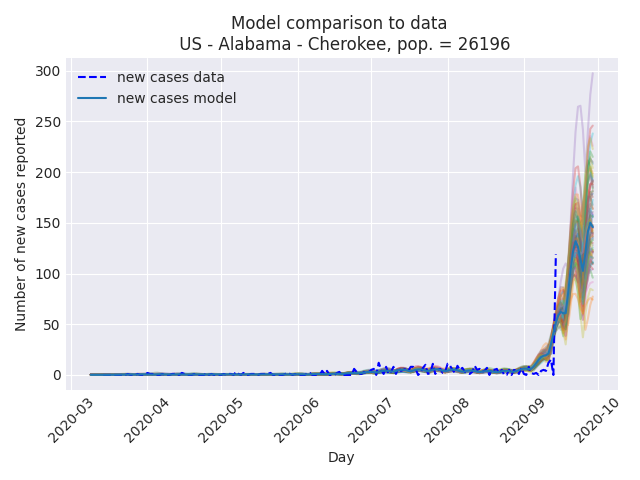 Model comparison to data
US - Alabama - Cherokee, pop. = 26196
new cases data
new cases model
Number of new cases reported
300
250
200
150
100
50
0
2020-03
2020-04
2020-05
2020-06
2020-07
2020-08
2020-09
2020-10
Day